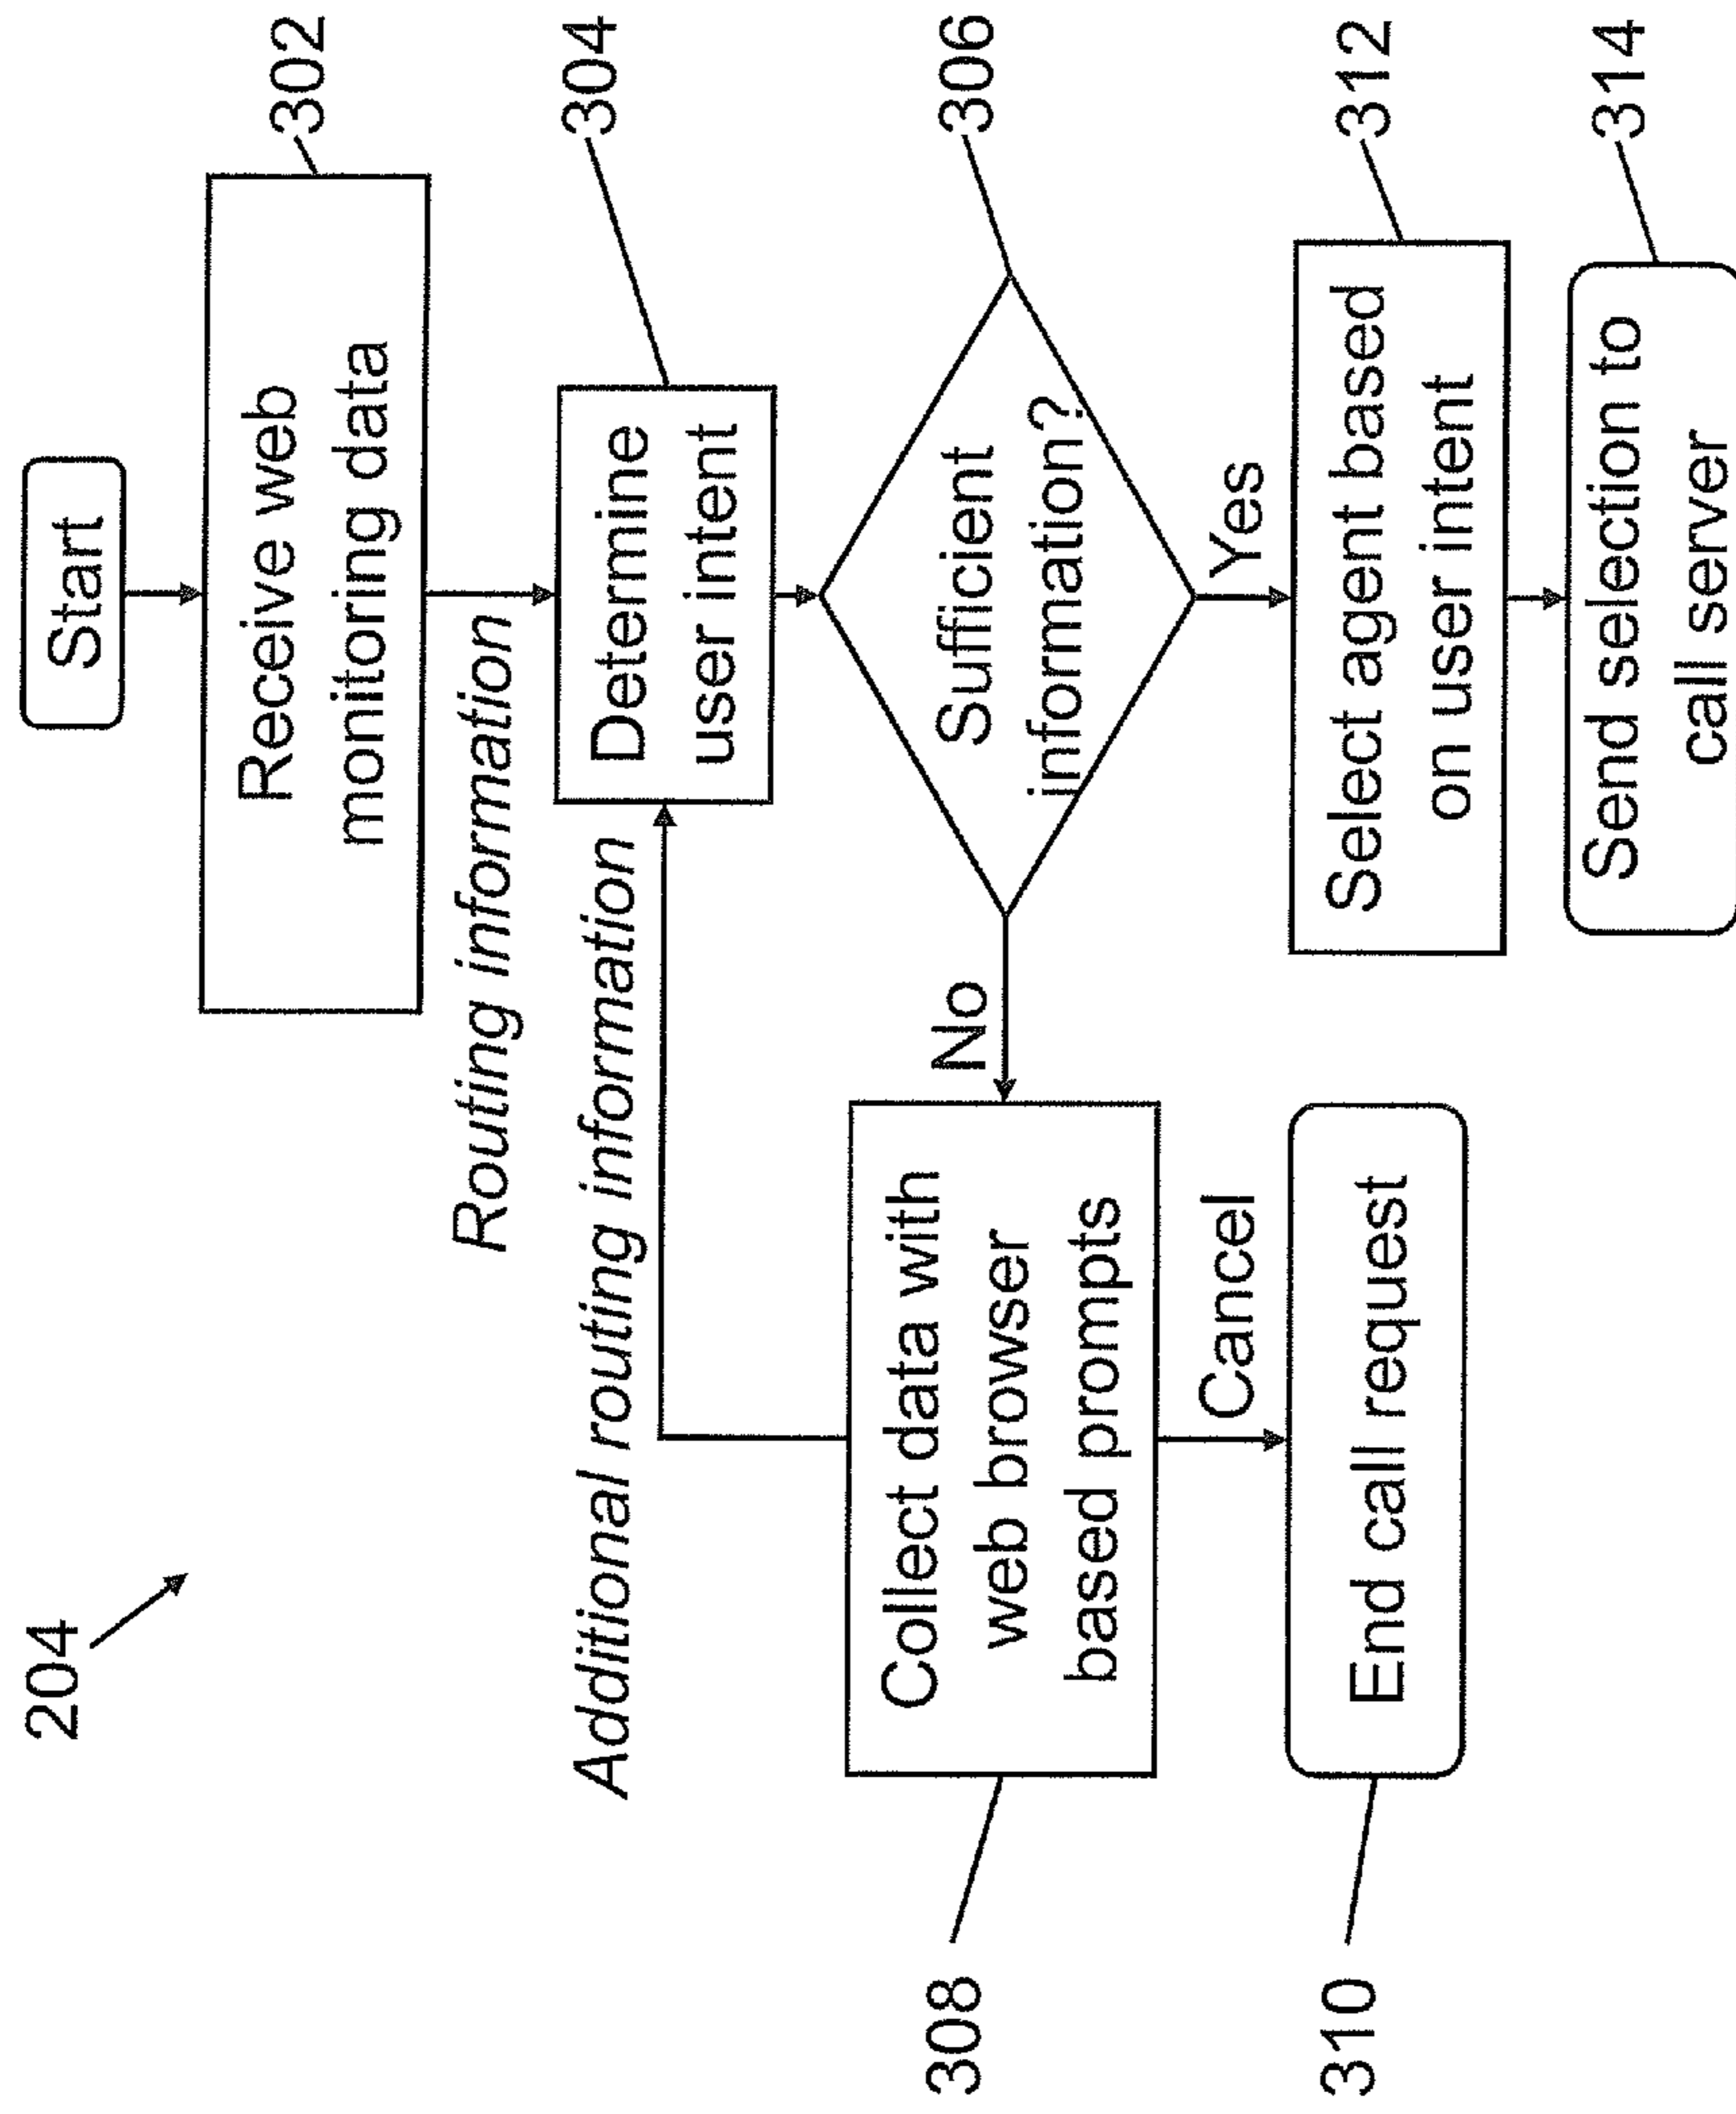 204
Start
Receive web
monitoring data
302
Routing information
Determine
user intent
304
Additional routing information
Sufficient
information?
306
No
Yes
Collect data with
web browser
based prompts
308
Cancel
End call request
310
Select agent based
on user intent
312
Send selection to
call server
314